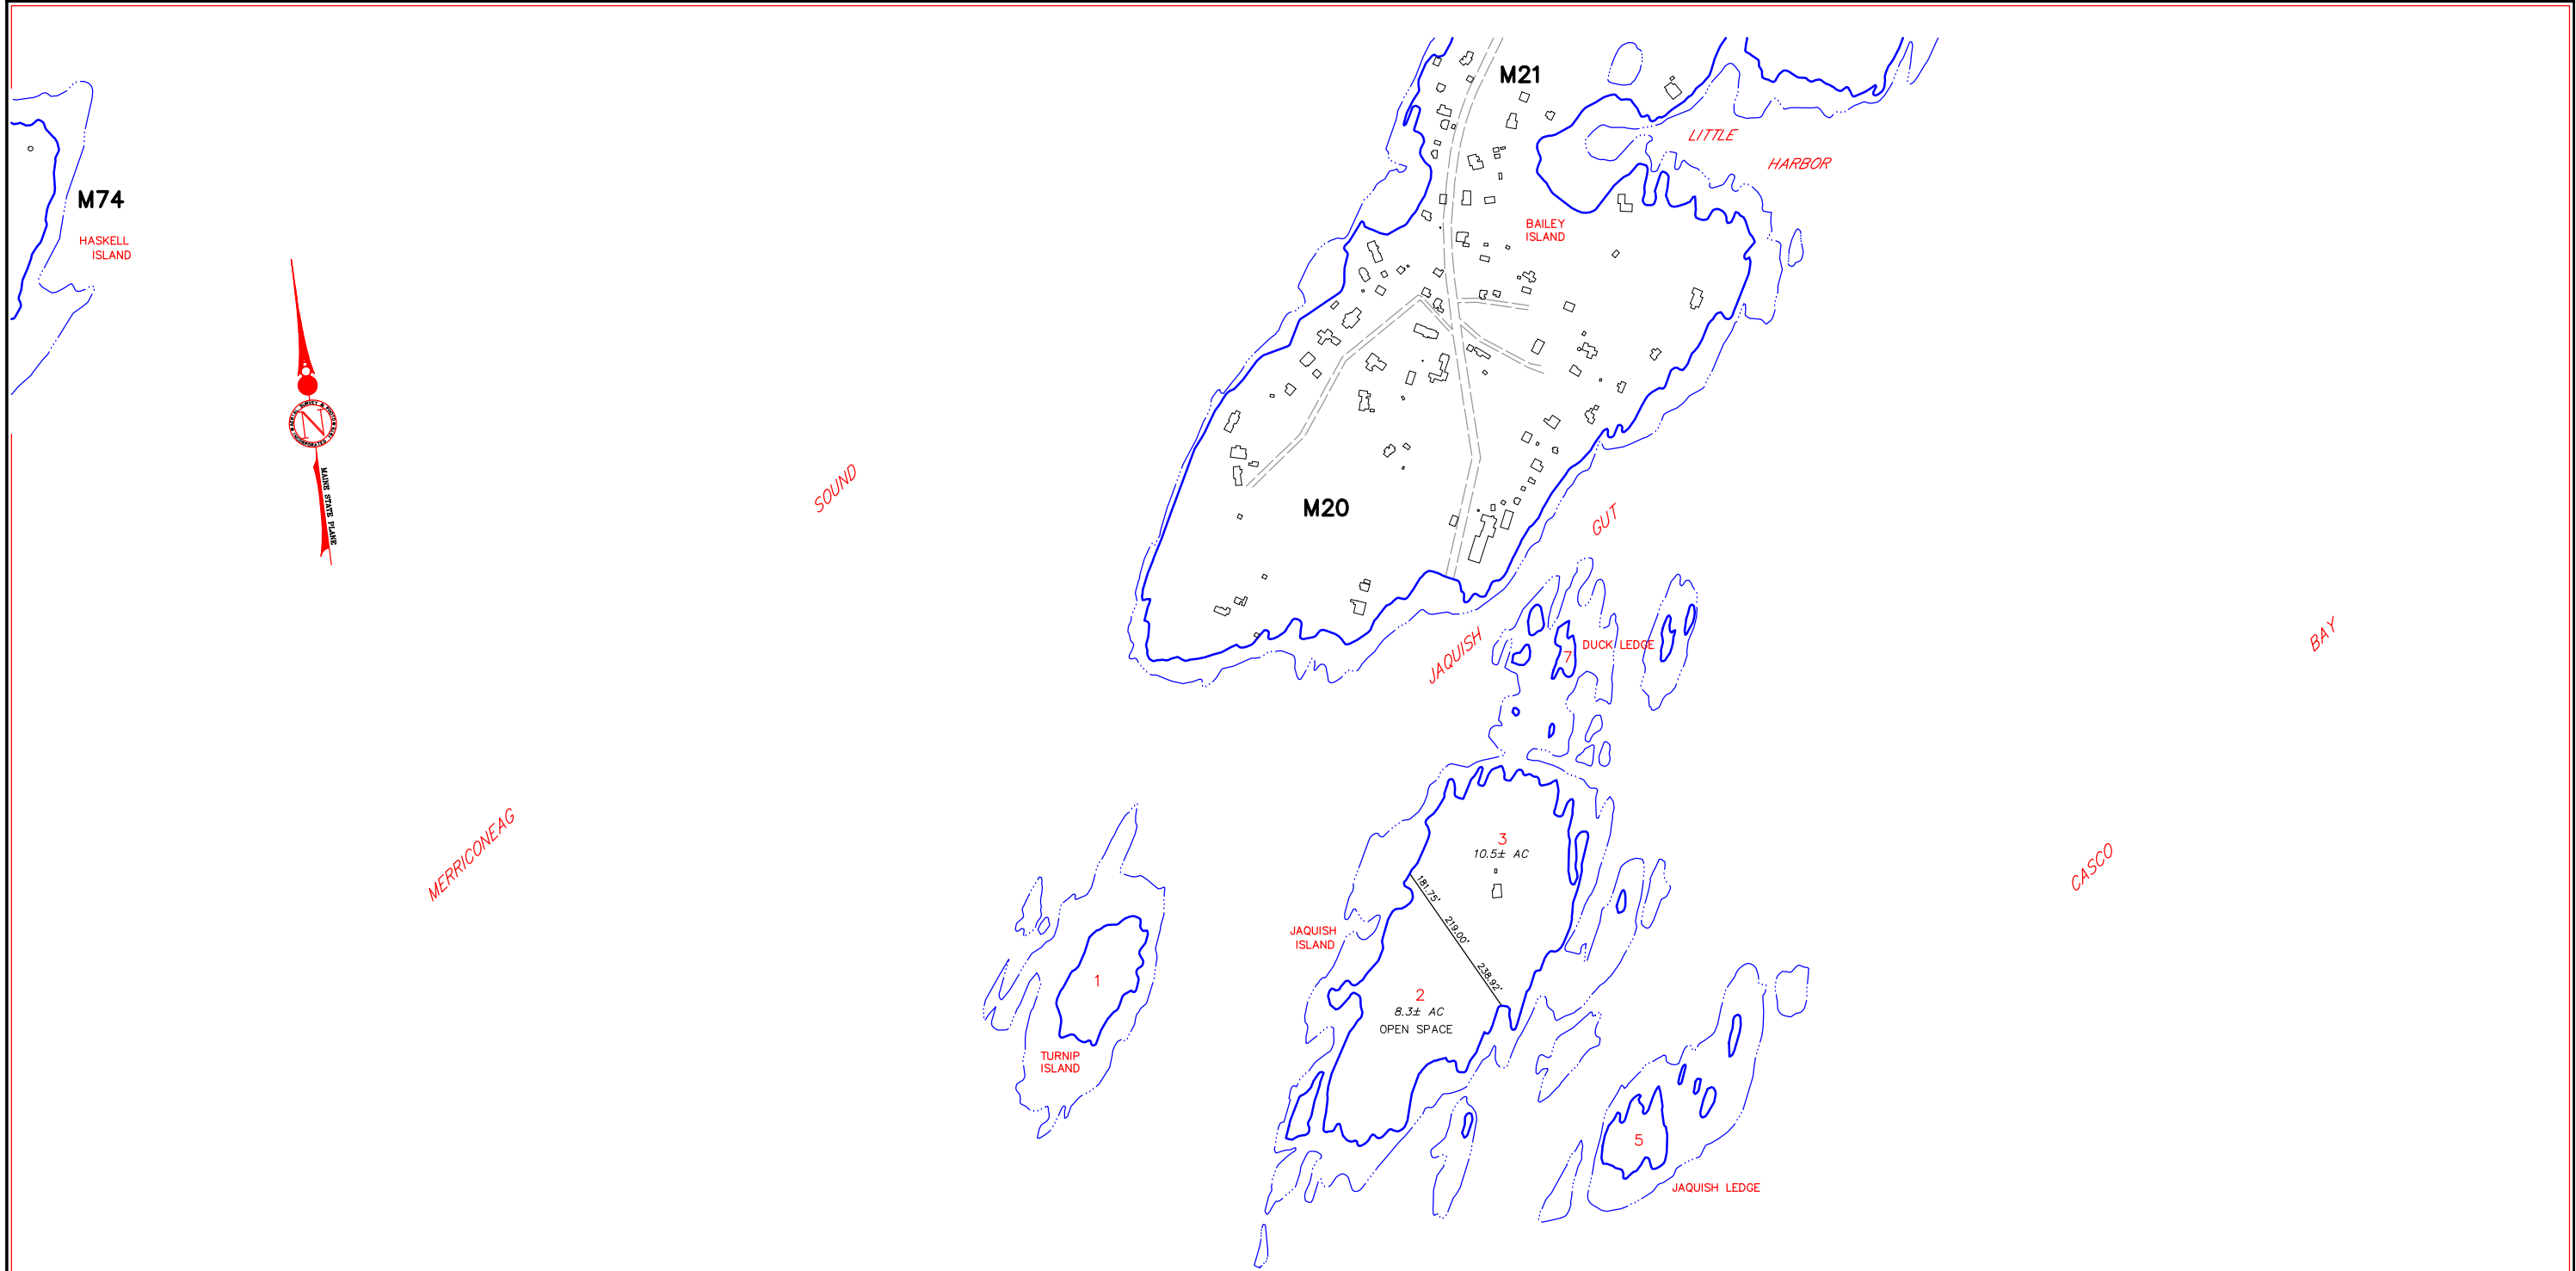 M21
LITTLE
HARBOR
M74
HASKELL
ISLAND
BAILEY
ISLAND
N
MAINE STATE PLANE
SOUND
M20
GUT
JAQUISH
DUCK LEDGE
7
BAY
MERRICONEAG
CASCO
3
10.5± AC
181.75'
219.00'
238.92'
JAQUISH
ISLAND
1
2
8.3± AC
OPEN SPACE
TURNIP
ISLAND
5
JAQUISH LEDGE